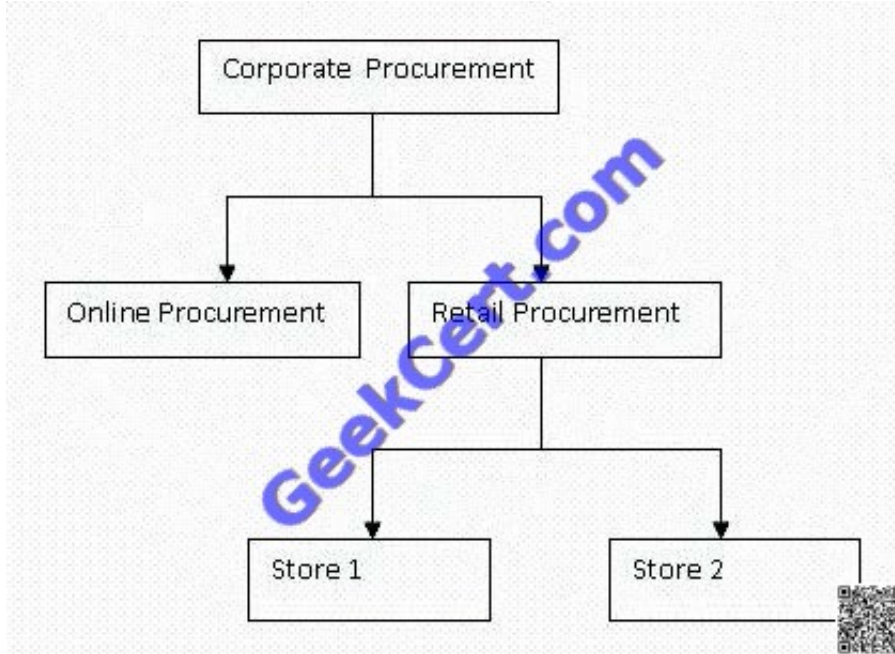 Corporate Procurement
Online Procurement
Retail Procurement
Store 1
Store 2
GeekCert.com